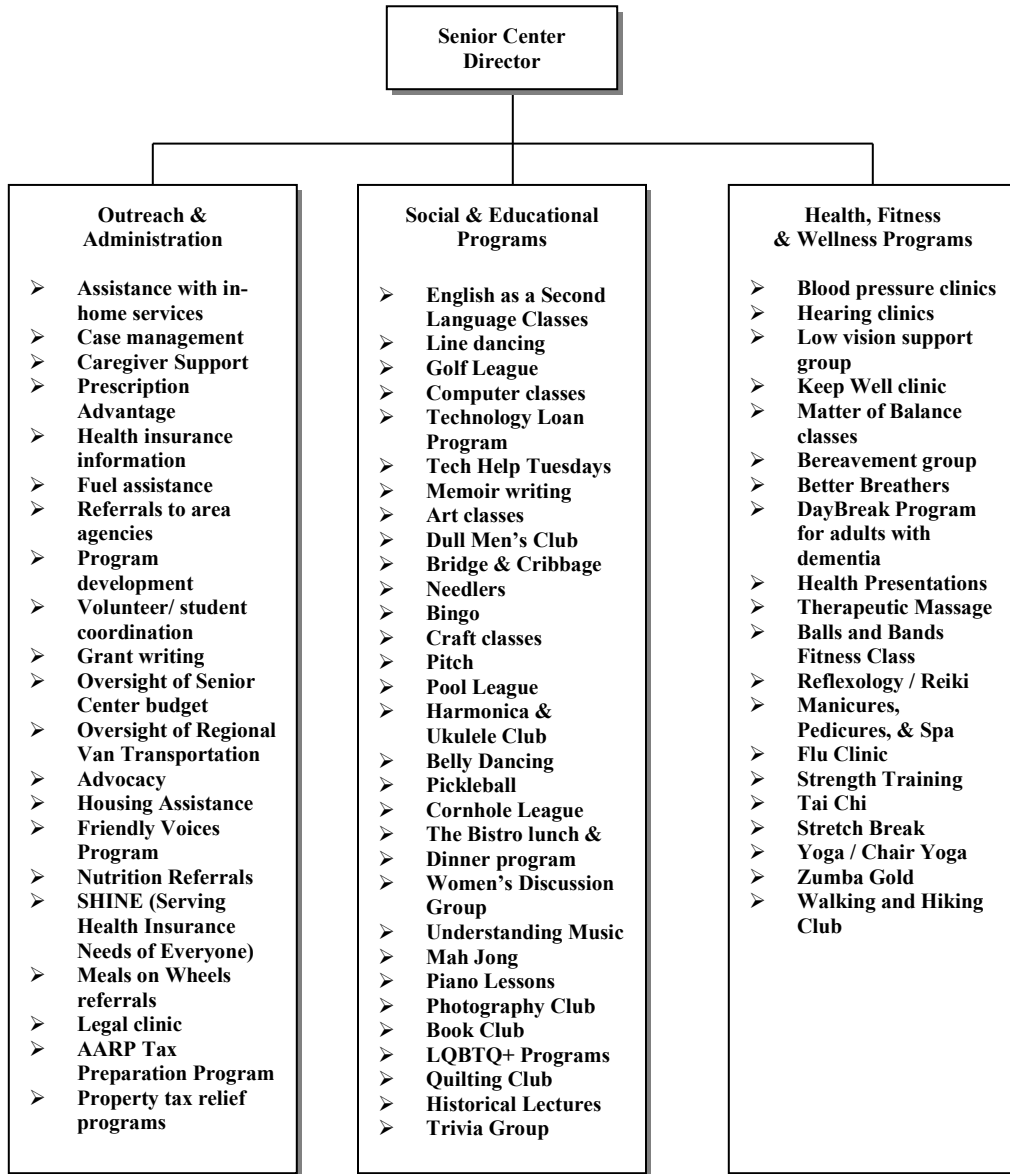 Senior Center
Director
Outreach &
Administration
➢ Assistance with in-
home services
➢ Case management
➢ Caregiver Support
➢ Prescription
Advantage
➢ Health insurance
information
➢ Fuel assistance
➢ Referrals to area
agencies
➢ Program
development
➢ Volunteer/ student
coordination
➢ Grant writing
➢ Oversight of Senior
Center budget
➢ Oversight of Regional
Van Transportation
➢ Advocacy
➢ Housing Assistance
➢ Friendly Voices
Program
➢ Nutrition Referrals
➢ SHINE (Serving
Health Insurance
Needs of Everyone)
➢ Meals on Wheels
referrals
➢ Legal clinic
➢ AARP Tax
Preparation Program
➢ Property tax relief
programs
Social & Educational
Programs
➢ English as a Second
Language Classes
➢ Line dancing
➢ Golf League
➢ Computer classes
➢ Technology Loan
Program
➢ Tech Help Tuesdays
➢ Memoir writing
➢ Art classes
➢ Dull Men’s Club
➢ Bridge & Cribbage
➢ Needlers
➢ Bingo
➢ Craft classes
➢ Pitch
➢ Pool League
➢ Harmonica &
Ukulele Club
➢ Belly Dancing
➢ Pickleball
➢ Cornhole League
➢ The Bistro lunch &
➢ Dinner program
➢ Women’s Discussion
Group
➢ Understanding Music
➢ Mah Jong
➢ Piano Lessons
➢ Photography Club
➢ Book Club
➢ LQBTQ+ Programs
➢ Quilting Club
➢ Historical Lectures
➢ Trivia Group
Health, Fitness
& Wellness Programs
➢ Blood pressure clinics
➢ Hearing clinics
➢ Low vision support
group
➢ Keep Well clinic
➢ Matter of Balance
classes
➢ Bereavement group
➢ Better Breathers
➢ DayBreak Program
for adults with
dementia
➢ Health Presentations
➢ Therapeutic Massage
➢ Balls and Bands
Fitness Class
➢ Reflexology / Reiki
➢ Manicures,
Pedicures, & Spa
➢ Flu Clinic
➢ Strength Training
➢ Tai Chi
➢ Stretch Break
➢ Yoga / Chair Yoga
➢ Zumba Gold
➢ Walking and Hiking
Club